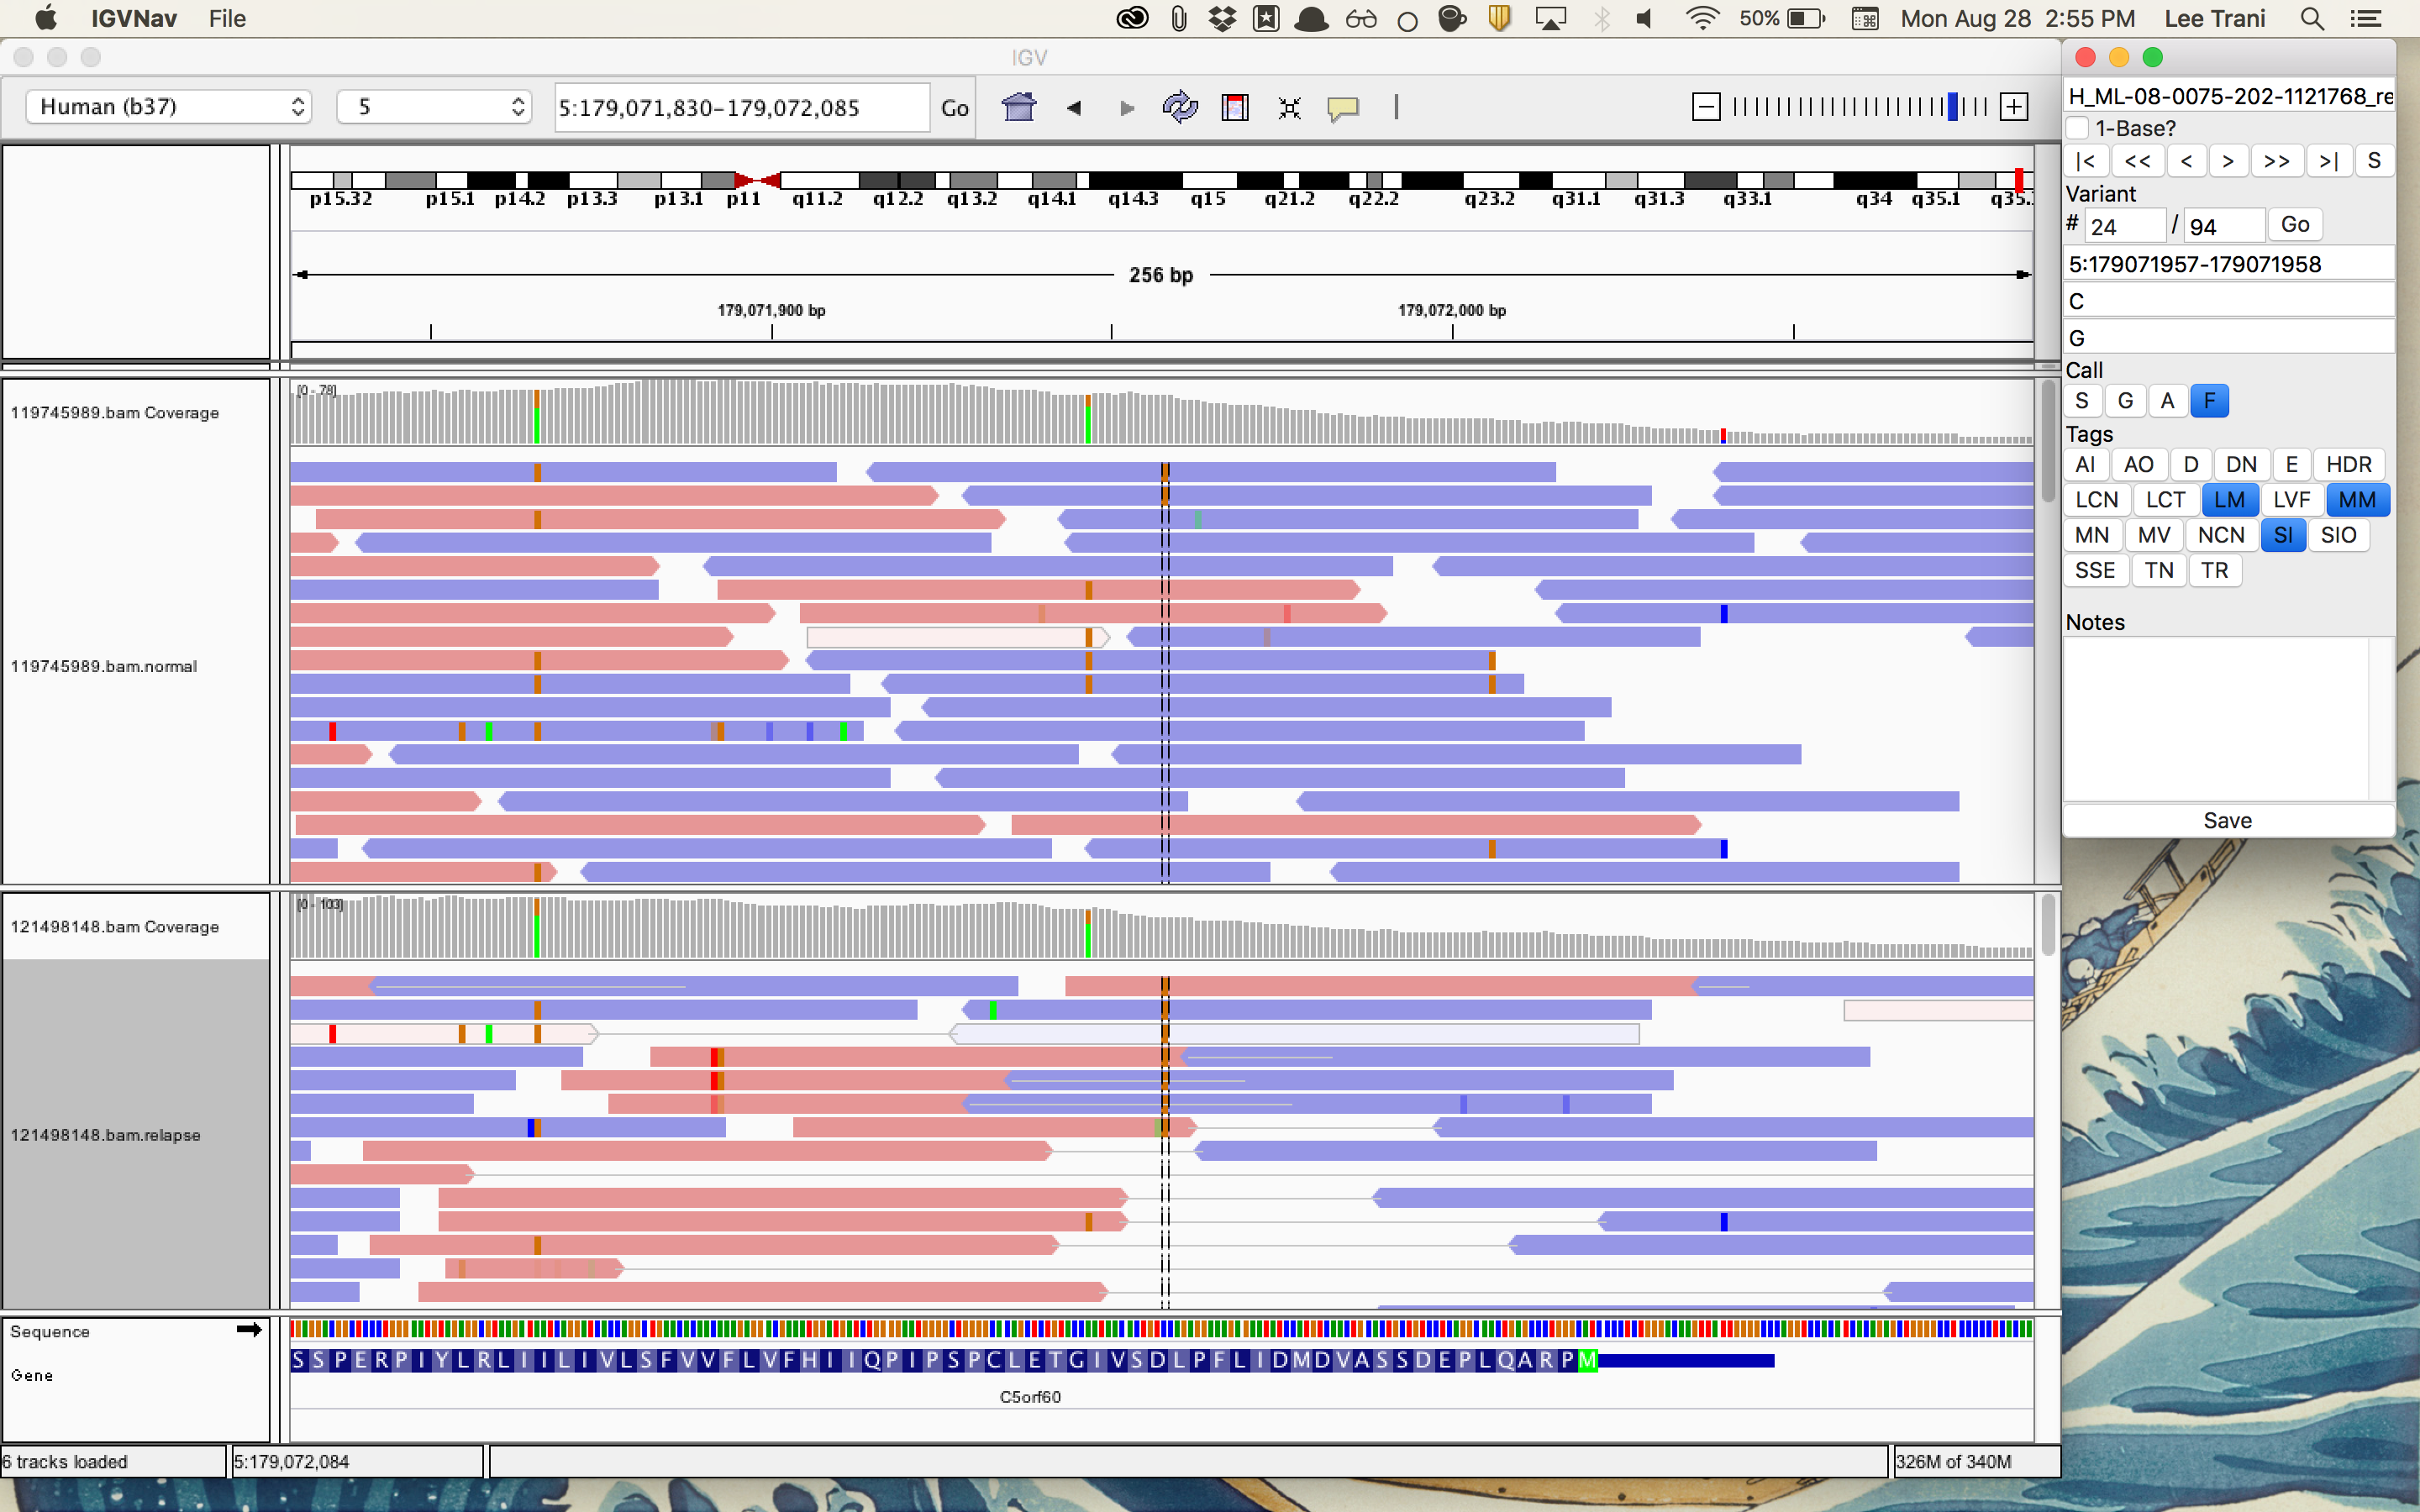 IGVNav File 50% Mon Aug 28 2:55 PM Lee Trani
IGV
Human (b37) 5 5:179,071,830-179,072,085 Go
p15.32 p15.1 p14.2 p13.3 p13.1 p11 q11.2 q12.2 q13.2 q14.1 q14.3 q15 q21.2 q22.2 q23.2 q31.1 q31.3 q33.1 q34 q35.1 q35.
256 bp
179,071,900 bp 179,072,000 bp
[0 - 78]
119745989.bam Coverage
119745989.bam.normal
[0 - 103]
121498148.bam Coverage
121498148.bam.relapse
Sequence
Gene
S S P E R P I Y L R L I I L I V L S F V V F L V F H I I Q P I P S P C L E T G I V S D L P F L I D M D V A S S D E P L Q A R P M
C5orf60
6 tracks loaded 5:179,072,084 326M of 340M
H_ML-08-0075-202-1121768_re
1-Base?
|< << < > >> >| S
Variant
# 24 / 94 Go
5:179071957-179071958
C
G
Call
S G A F
Tags
AI AO D DN E HDR
LCN LCT LM LVF MM
MN MV NCN SI SIO
SSE TN TR
Notes
Save